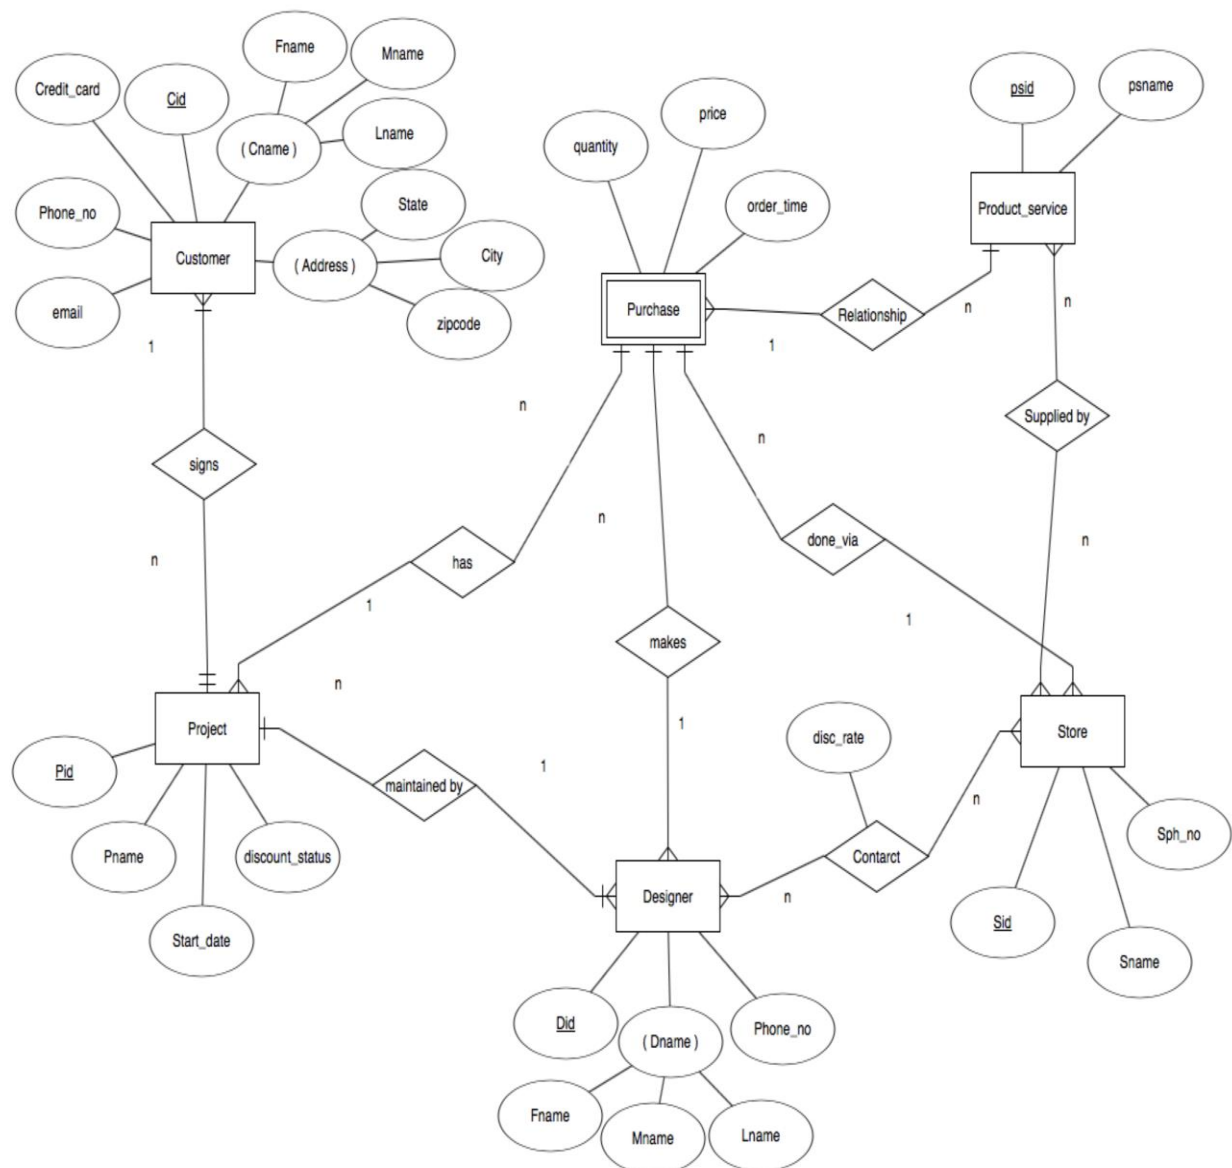 Fname
Mname
Credit_card
Cid
( Cname )
Lname
Phone_no
Customer
State
( Address )
City
email
zipcode
1
signs
n
quantity
price
order_time
Purchase
psid
psname
Product_service
Relationship
1
n
n
Supplied by
n
n
n
n
has
1
done_via
1
makes
1
n
Project
maintained by
1
Pid
Pname
discount_status
Start_date
disc_rate
Contarct
n
n
Store
Sph_no
Sid
Sname
Designer
Did
( Dname )
Phone_no
Fname
Mname
Lname